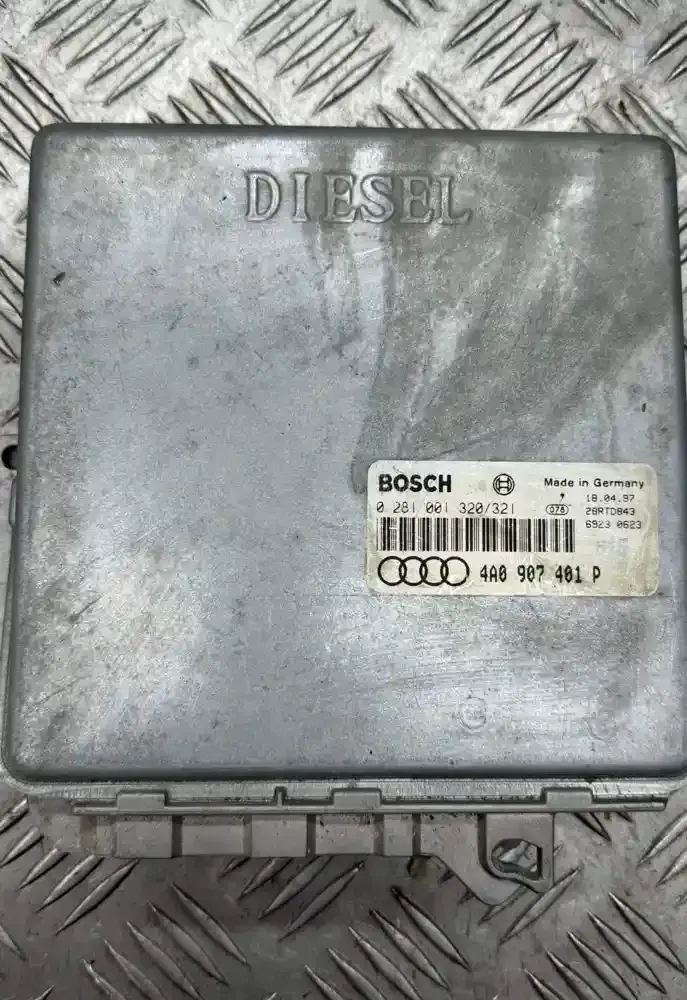 DIESEL
BOSCH
Made in Germany
0 281 001 320/321
078
18.04.97
28RTD843
6923 0623
4A0 907 401 P